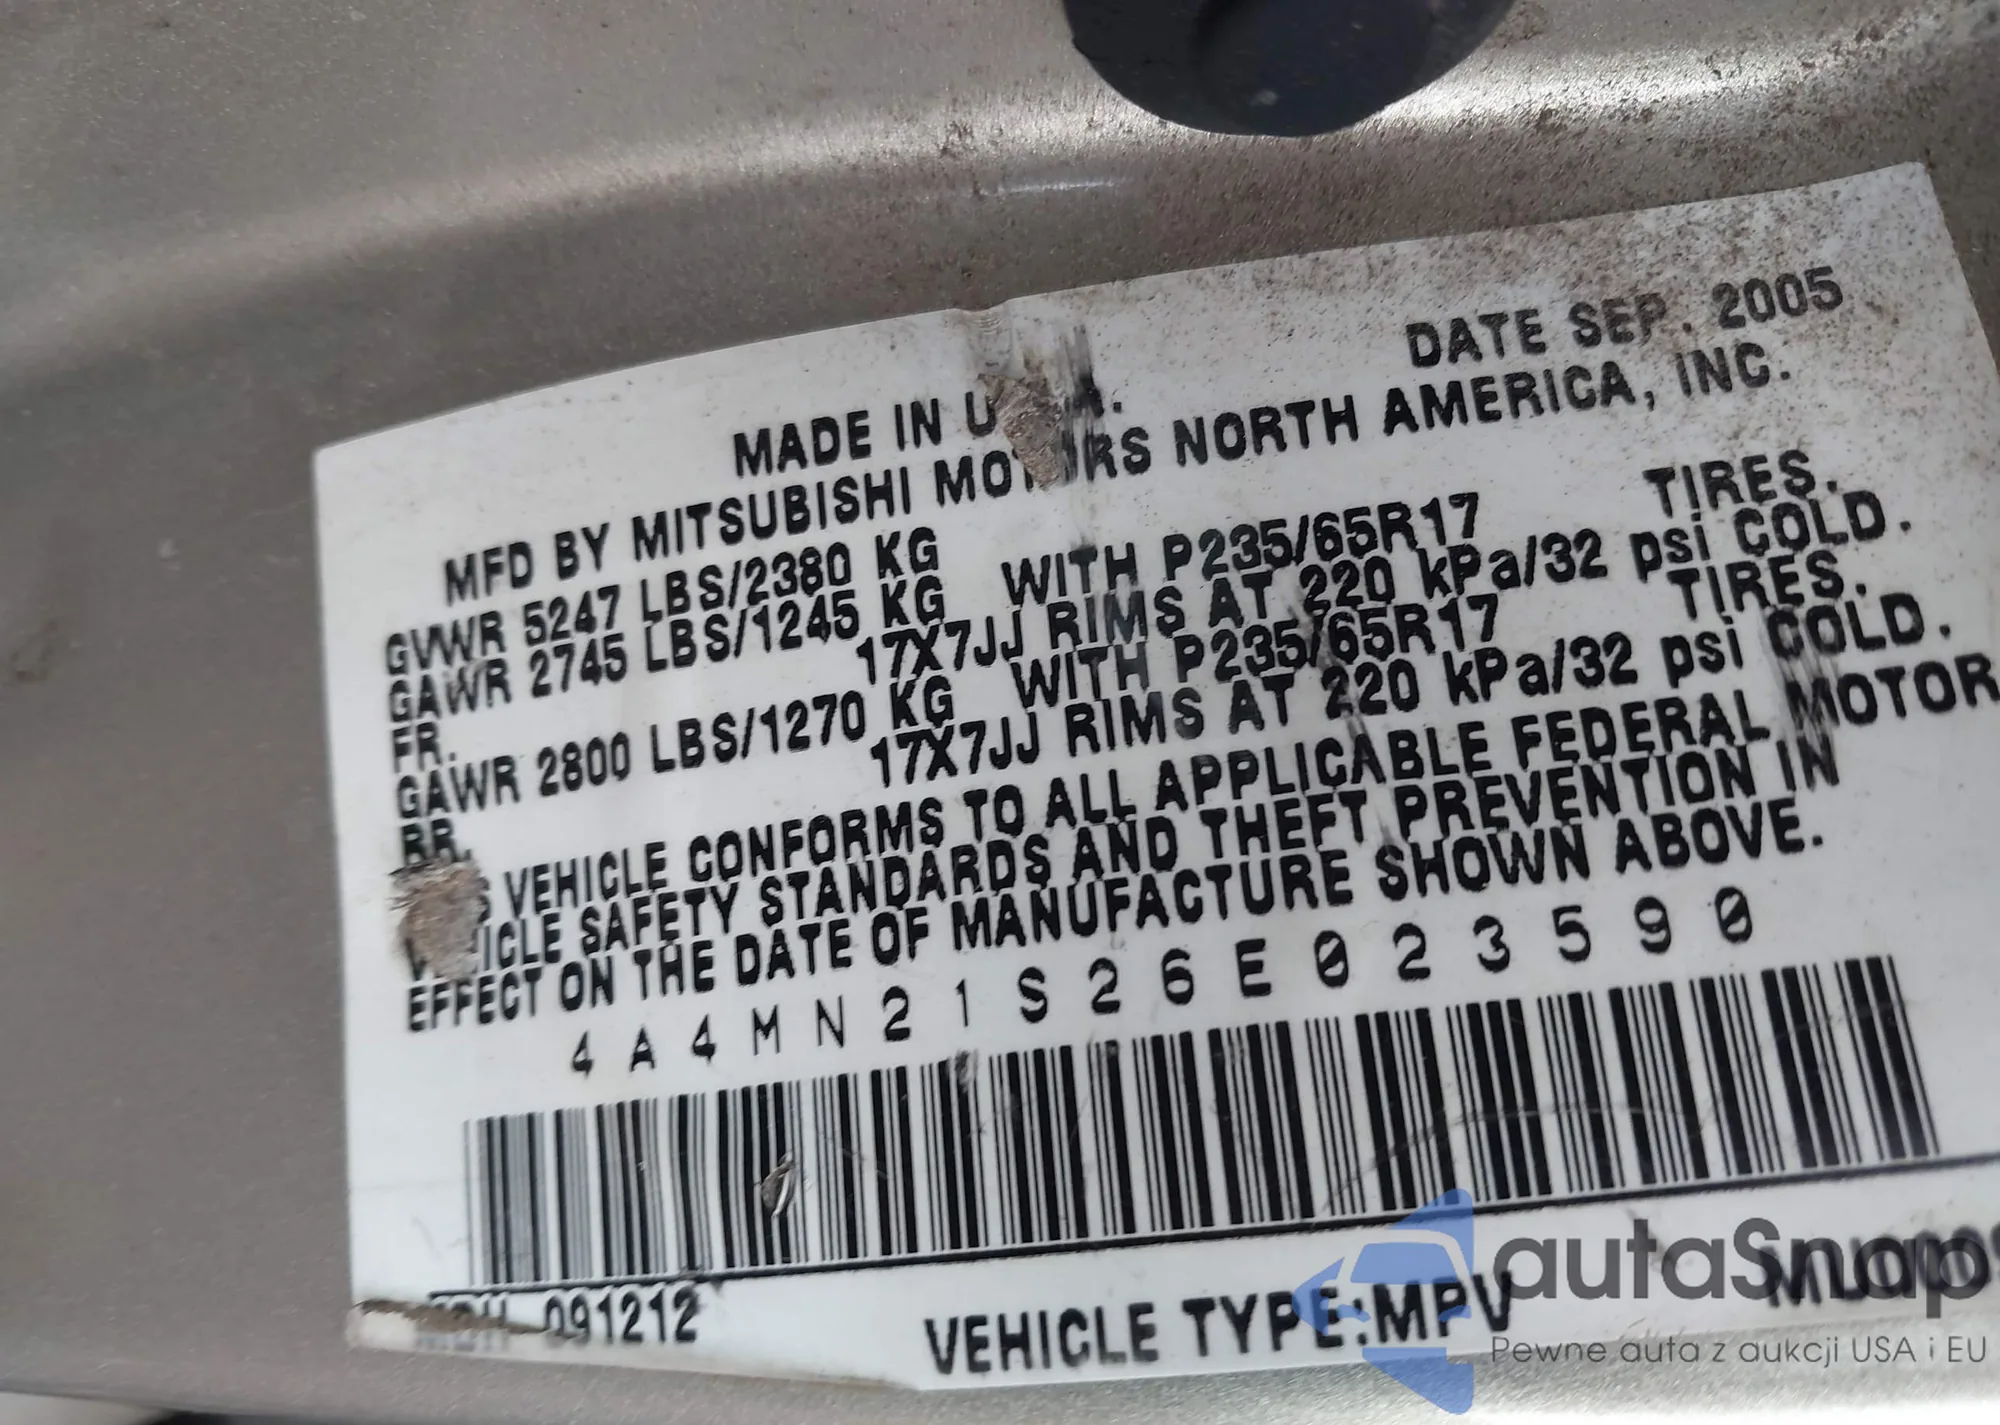 DATE SEP. 2005
MADE IN U
MFD BY MITSUBISHI MOTORS NORTH AMERICA, INC.
GVWR 5247 LBS/2380 KG
GAWR 2745 LBS/1245 KG WITH P235/65R17 TIRES.
FR. 17X7JJ RIMS AT 220 kPa/32 psi COLD.
GAWR 2800 LBS/1270 KG WITH P235/65R17 TIRES.
RR. 17X7JJ RIMS AT 220 kPa/32 psi COLD.
VEHICLE CONFORMS TO ALL APPLICABLE FEDERAL MOTOR
SAFETY STANDARDS AND THEFT PREVENTION IN
EFFECT ON THE DATE OF MANUFACTURE SHOWN ABOVE.
4A4MN21S26E023590
091212 VEHICLE TYPE:MPV
autaSnap
Pewne auta z aukcji USA i EU